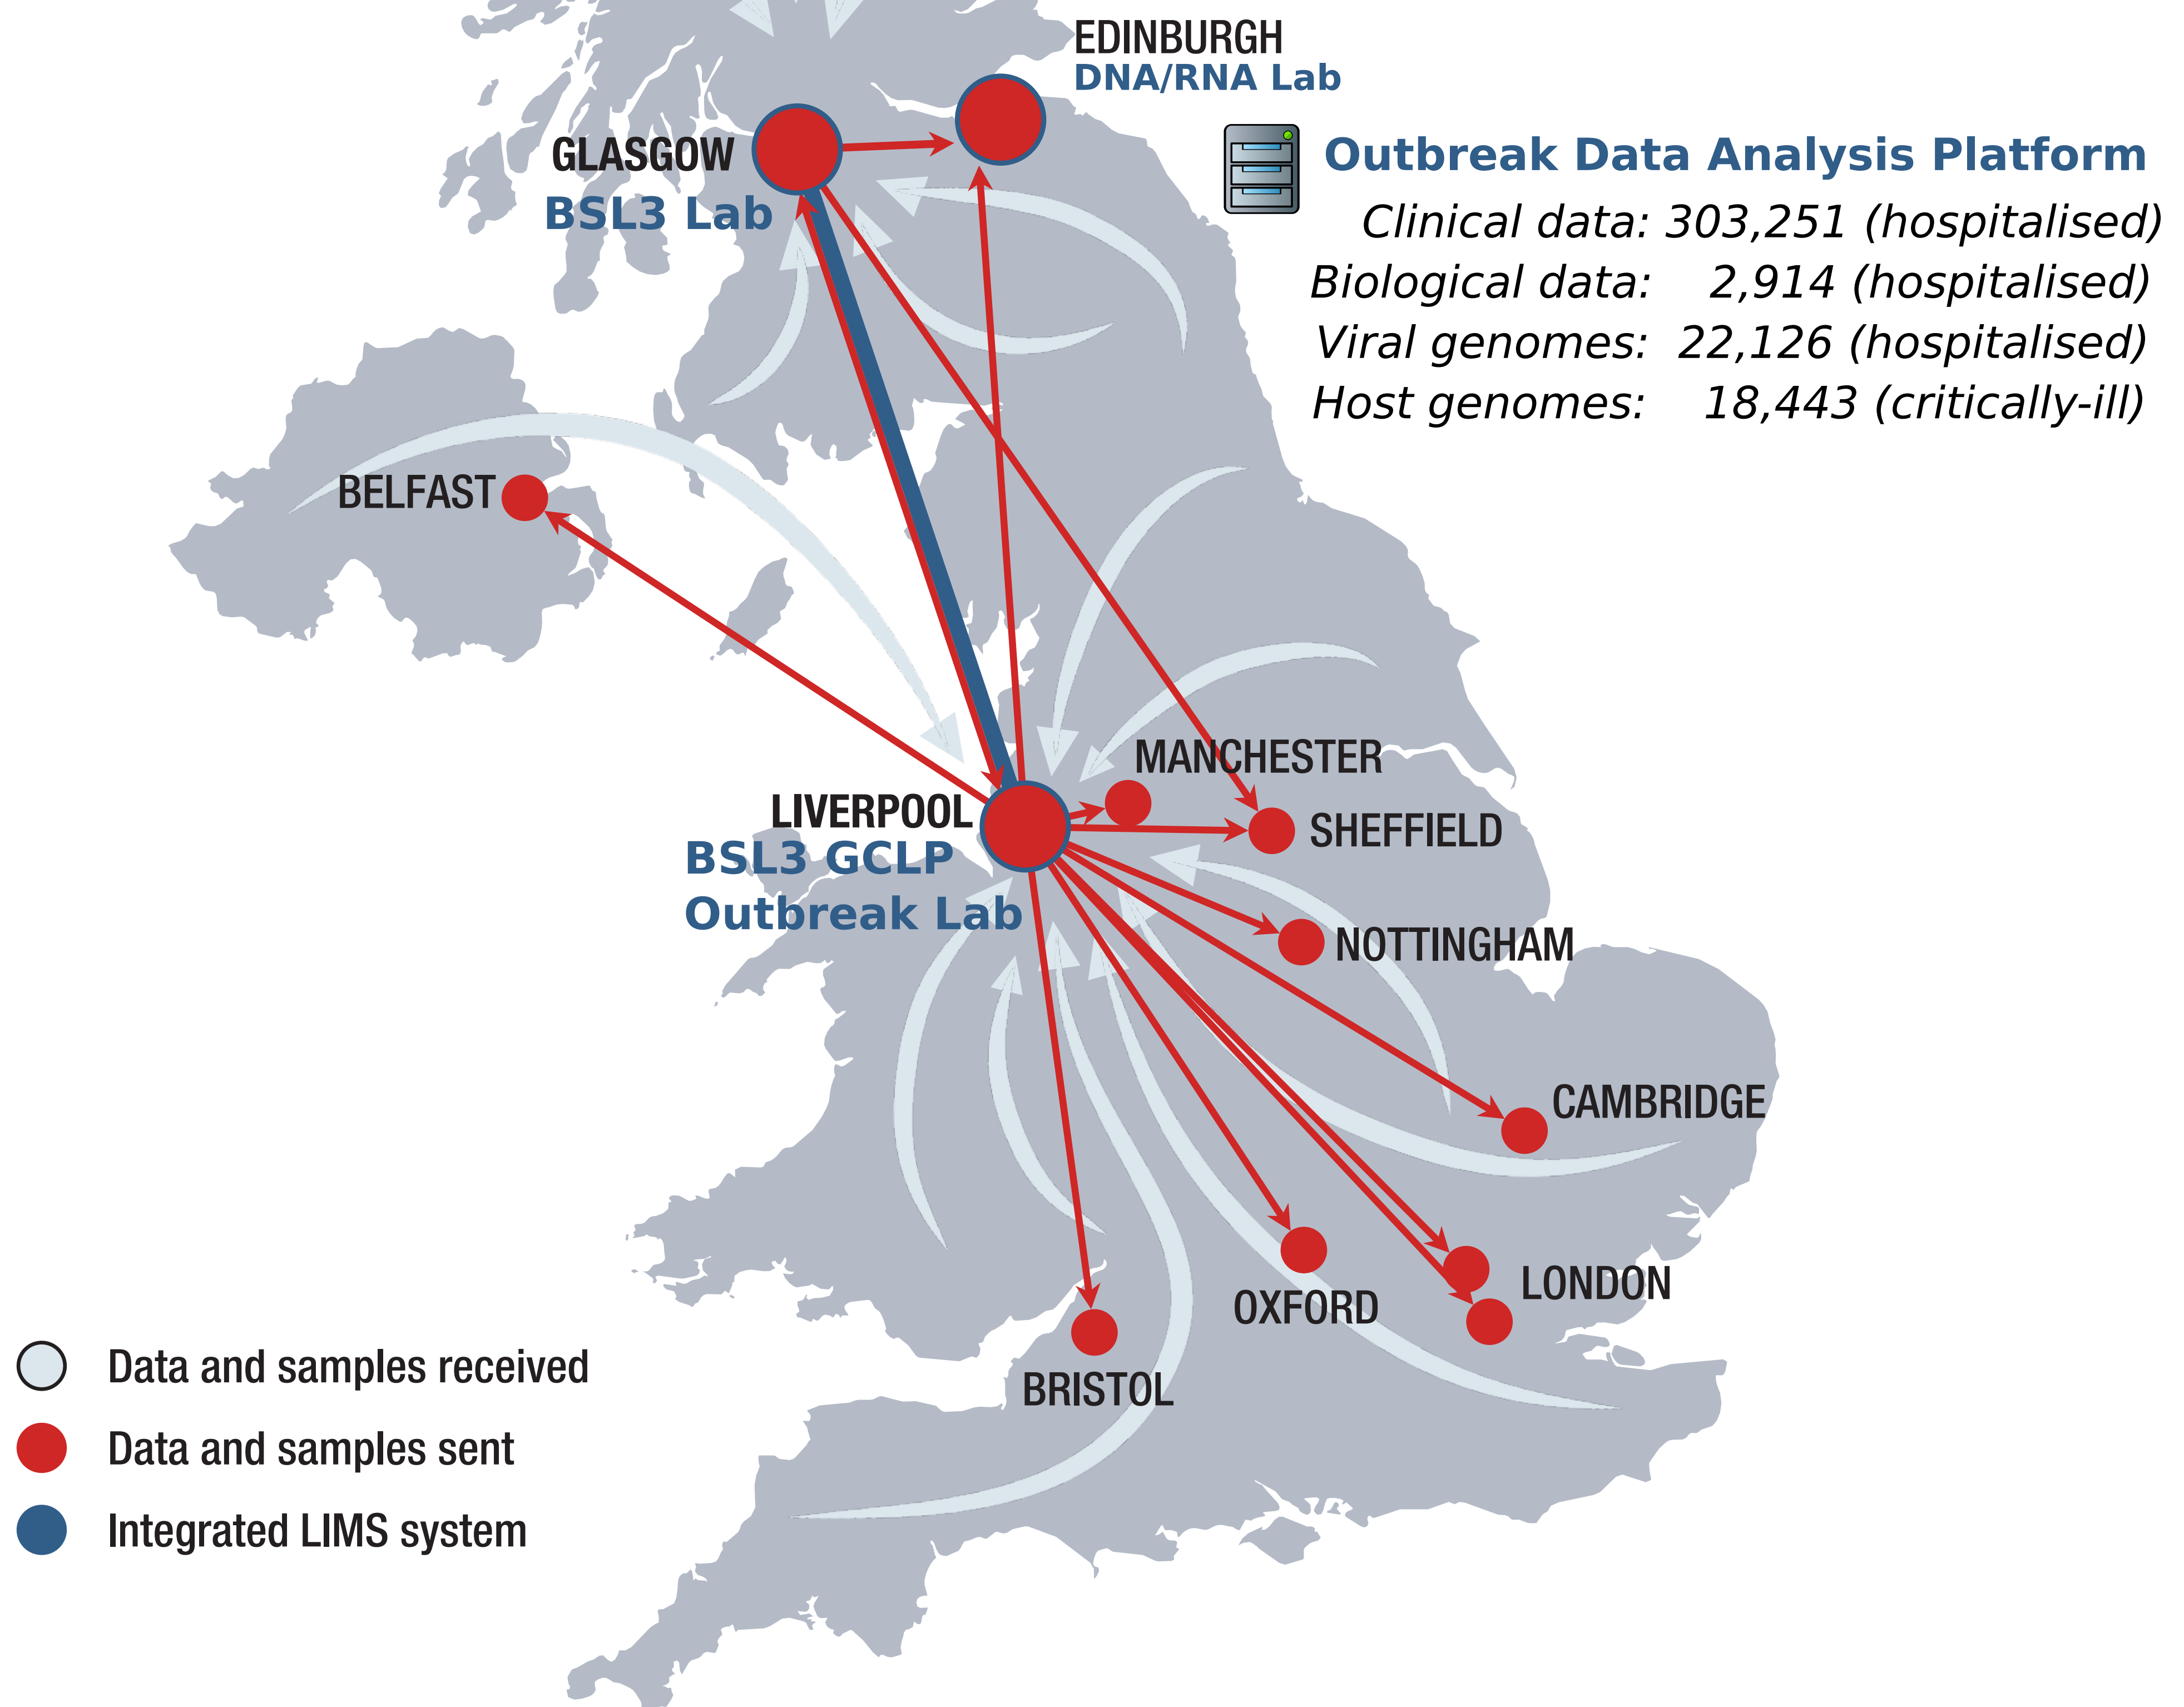 EDINBURGH
DNA/RNA Lab
GLASGOW
BSL3 Lab
Outbreak Data Analysis Platform
Clinical data: 303,251 (hospitalised)
Biological data: 2,914 (hospitalised)
Viral genomes: 22,126 (hospitalised)
Host genomes: 18,443 (critically-ill)
BELFAST
MANCHESTER
LIVERPOOL
BSL3 GCLP
Outbreak Lab
SHEFFIELD
NOTTINGHAM
CAMBRIDGE
LONDON
OXFORD
BRISTOL
Data and samples received
Data and samples sent
Integrated LIMS system